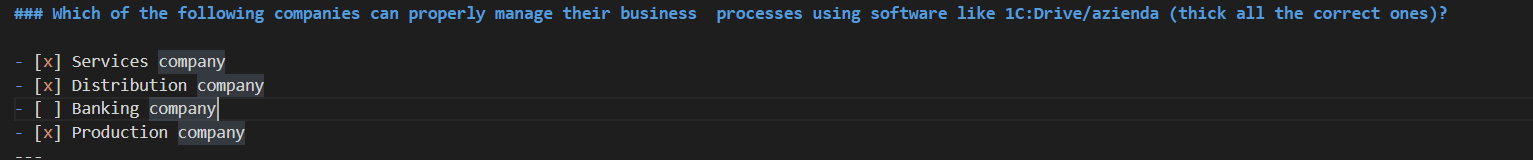 ### Which of the following companies can properly manage their business  processes using software like 1C:Drive/azienda (thick all the correct ones)?
- [x] Services company
- [x] Distribution company
- [ ] Banking company
- [x] Production company
---